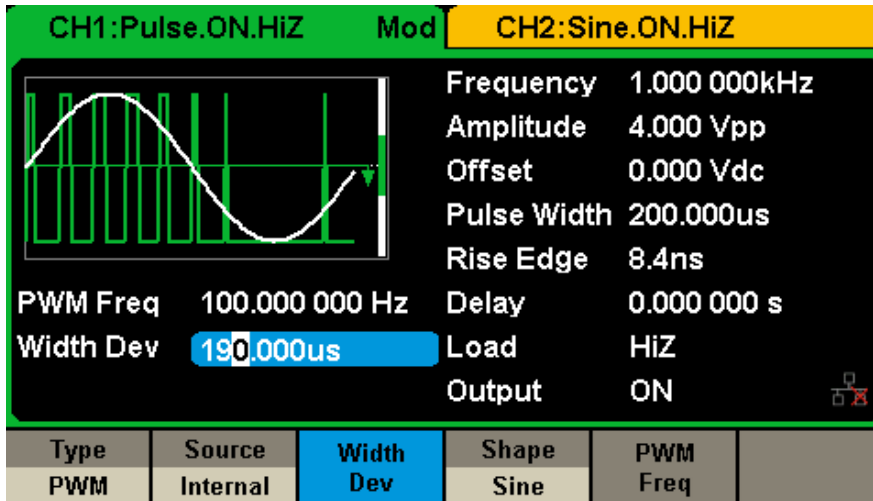 CH1:Pulse.ON.HiZ Mod CH2:Sine.ON.HiZ
Frequency 1.000 000kHz
Amplitude 4.000 Vpp
Offset 0.000 Vdc
Pulse Width 200.000us
Rise Edge 8.4ns
PWM Freq 100.000 000 Hz Delay 0.000 000 s
Width Dev 190.000us Load HiZ
Output ON
Type Source Width Dev Shape PWM Freq
PWM Internal Sine